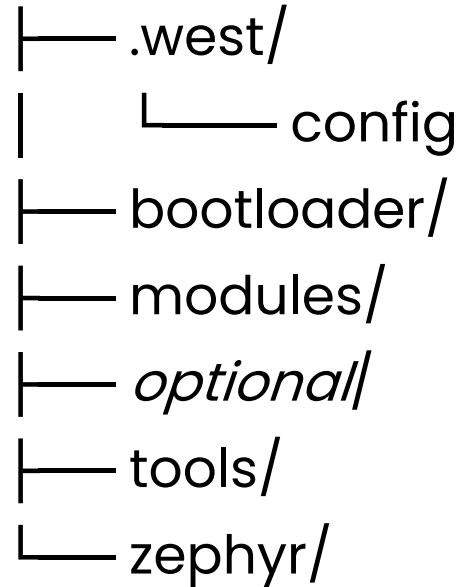 ├── .west/
│   └── config
├── bootloader/
├── modules/
├── optional/
├── tools/
└── zephyr/